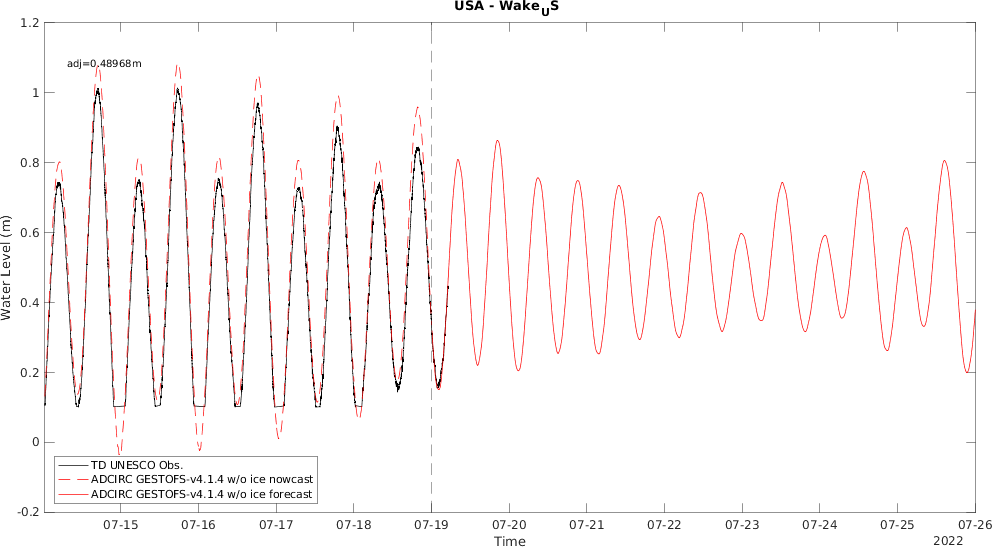 USA - WakeUS
adj=0.48968m
1.2
1
0.8
0.6
0.4
0.2
0
-0.2
Water Level (m)
TD UNESCO Obs.
ADCIRC GESTOFS-v4.1.4 w/o ice nowcast
ADCIRC GESTOFS-v4.1.4 w/o ice forecast
07-15 07-16 07-17 07-18 07-19 07-20 07-21 07-22 07-23 07-24 07-25 07-26
Time
2022